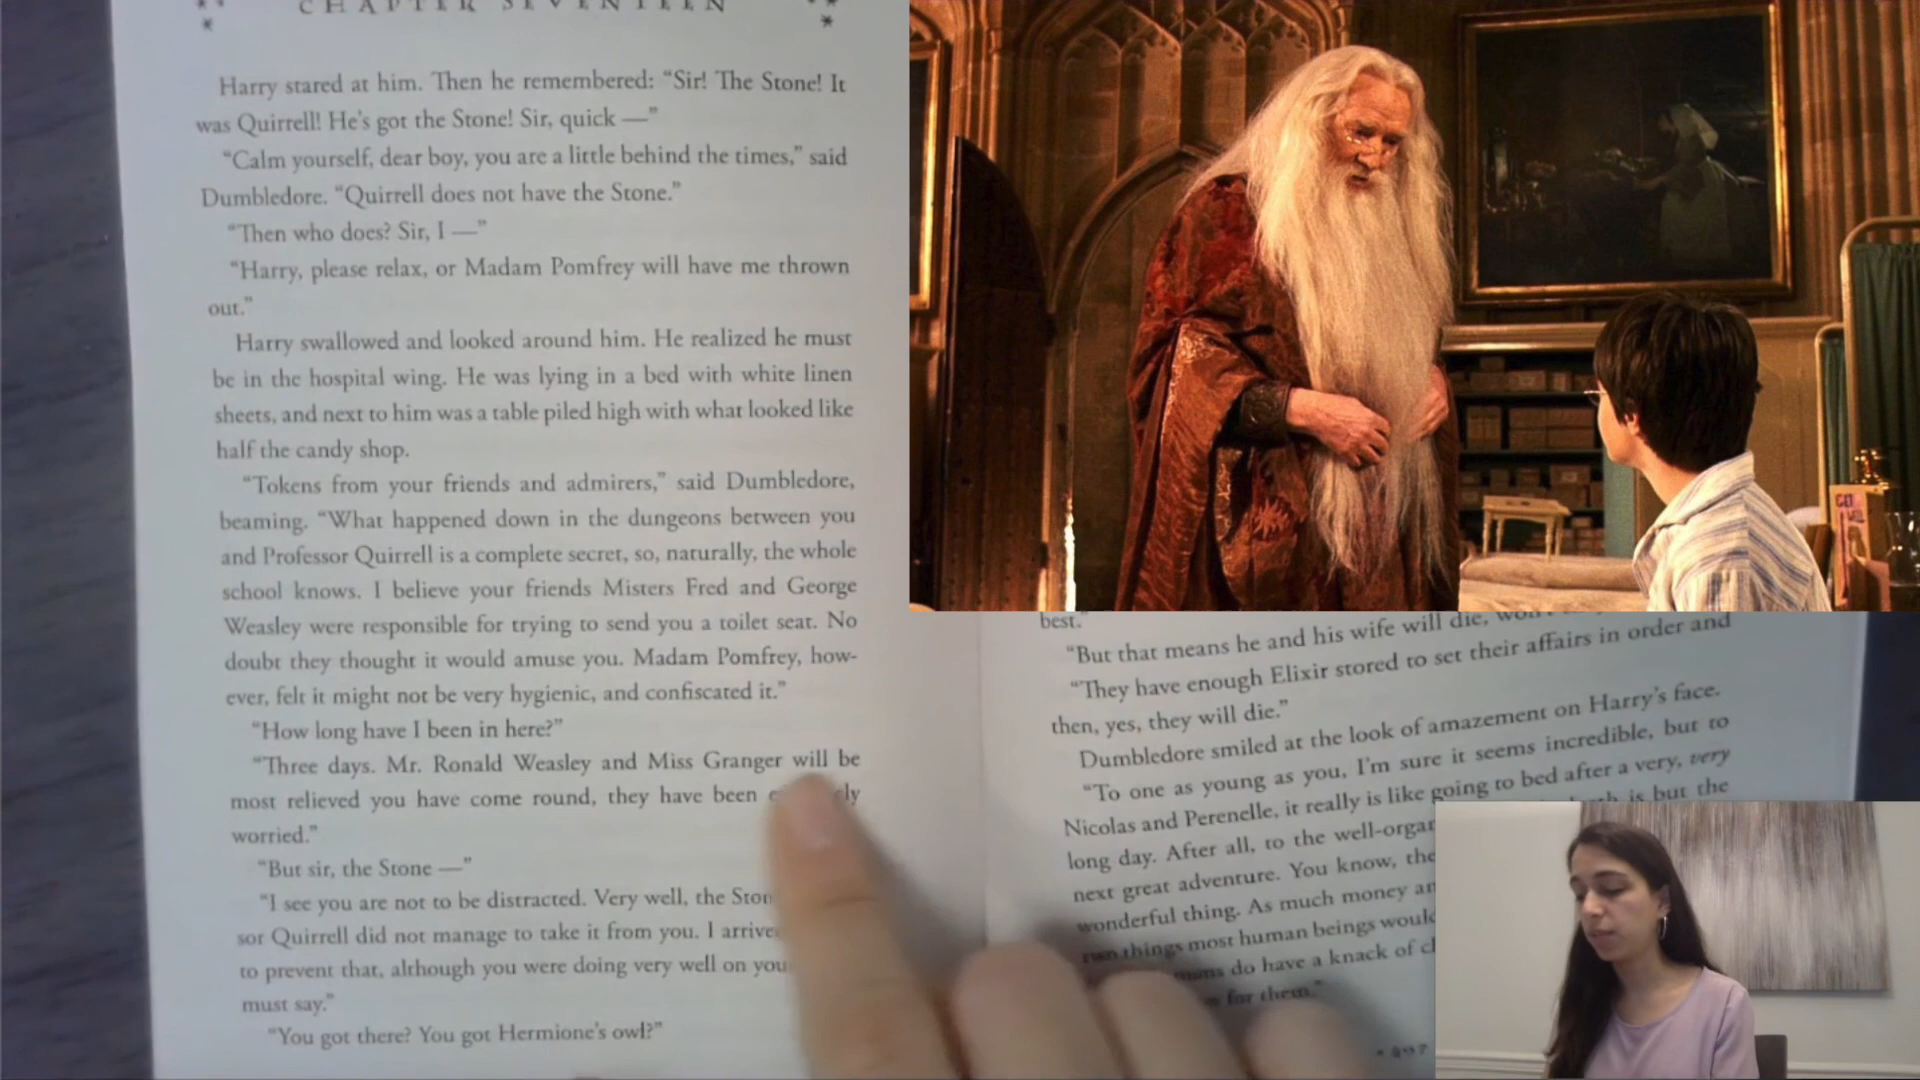 CHAPTER SEVENTEEN
Harry stared at him. Then he remembered: “Sir! The Stone! It
was Quirrell! He’s got the Stone! Sir, quick —”
“Calm yourself, dear boy, you are a little behind the times,” said
Dumbledore. “Quirrell does not have the Stone.”
“Then who does? Sir, I —”
“Harry, please relax, or Madam Pomfrey will have me thrown
out.”
Harry swallowed and looked around him. He realized he must
be in the hospital wing. He was lying in a bed with white linen
sheets, and next to him was a table piled high with what looked like
half the candy shop.
“Tokens from your friends and admirers,” said Dumbledore,
beaming. “What happened down in the dungeons between you
and Professor Quirrell is a complete secret, so, naturally, the whole
school knows. I believe your friends Misters Fred and George
Weasley were responsible for trying to send you a toilet seat. No
doubt they thought it would amuse you. Madam Pomfrey, how-
ever, felt it might not be very hygienic, and confiscated it.”
“How long have I been in here?”
“Three days. Mr. Ronald Weasley and Miss Granger will be
most relieved you have come round, they have been
worried.”
“But sir, the Stone —”
“I see you are not to be distracted. Very well, the
sor Quirrell did not manage to take it from you. I
to prevent that, although you were doing very well on
must say.”
“You got there? You got Hermione’s owl?”
best.”
“But that means he and his wife will die,
“They have enough Elixir stored to set their affairs in order and
then, yes, they will die.”
Dumbledore smiled at the look of amazement on Harry’s face.
“To one as young as you, I’m sure it seems incredible, but to
Nicolas and Perenelle, it really is like going to bed after a very, very
long day. After all, to the
is but the
next great adventure. You know,
wonderful thing. As much money
things most human beings
do have a knack of
for them.”
GET
WELL